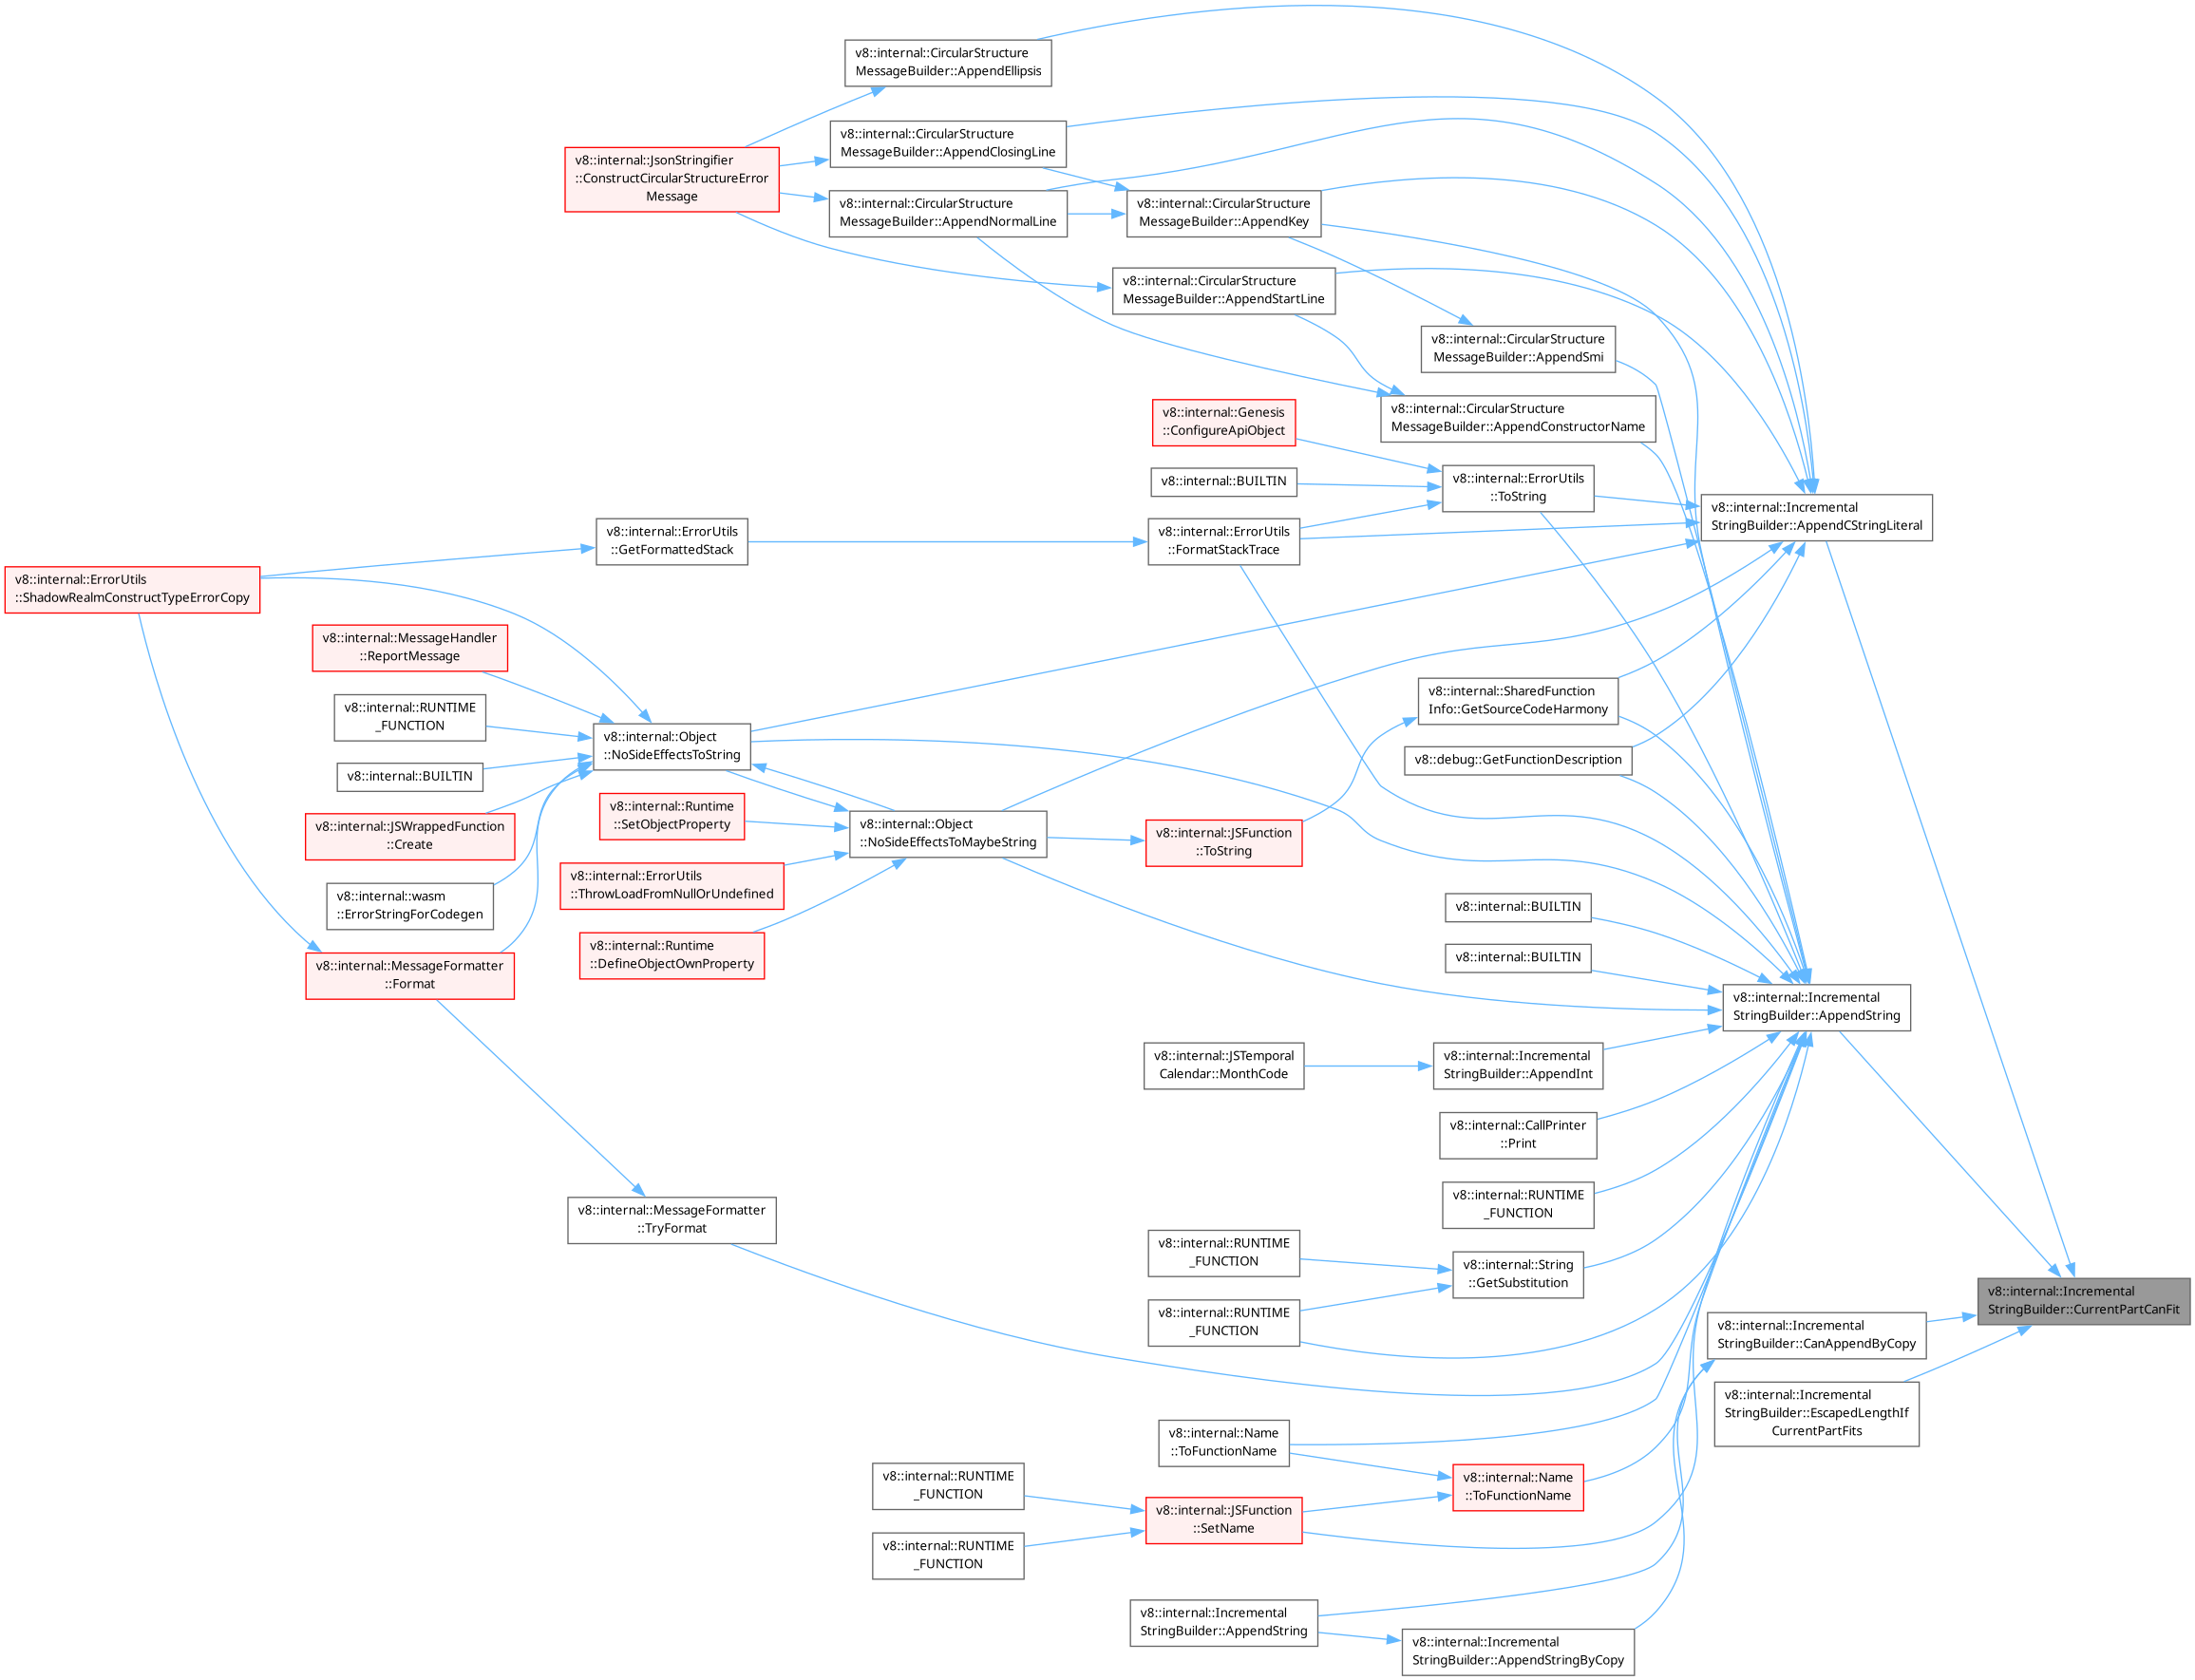 v8::internal::CircularStructure
MessageBuilder::AppendEllipsis
v8::internal::CircularStructure
MessageBuilder::AppendClosingLine
v8::internal::JsonStringifier
::ConstructCircularStructureError
Message
v8::internal::CircularStructure
MessageBuilder::AppendNormalLine
v8::internal::CircularStructure
MessageBuilder::AppendKey
v8::internal::CircularStructure
MessageBuilder::AppendStartLine
v8::internal::CircularStructure
MessageBuilder::AppendSmi
v8::internal::Genesis
::ConfigureApiObject
v8::internal::CircularStructure
MessageBuilder::AppendConstructorName
v8::internal::BUILTIN
v8::internal::ErrorUtils
::ToString
v8::internal::Incremental
StringBuilder::AppendCStringLiteral
v8::internal::ErrorUtils
::GetFormattedStack
v8::internal::ErrorUtils
::FormatStackTrace
v8::internal::ErrorUtils
::ShadowRealmConstructTypeErrorCopy
v8::internal::MessageHandler
::ReportMessage
v8::internal::RUNTIME
_FUNCTION
v8::internal::SharedFunction
Info::GetSourceCodeHarmony
v8::internal::Object
::NoSideEffectsToString
v8::debug::GetFunctionDescription
v8::internal::BUILTIN
v8::internal::Runtime
::SetObjectProperty
v8::internal::JSWrappedFunction
::Create
v8::internal::Object
::NoSideEffectsToMaybeString
v8::internal::JSFunction
::ToString
v8::internal::ErrorUtils
::ThrowLoadFromNullOrUndefined
v8::internal::wasm
::ErrorStringForCodegen
v8::internal::BUILTIN
v8::internal::Runtime
::DefineObjectOwnProperty
v8::internal::MessageFormatter
::Format
v8::internal::BUILTIN
v8::internal::Incremental
StringBuilder::AppendString
v8::internal::JSTemporal
Calendar::MonthCode
v8::internal::Incremental
StringBuilder::AppendInt
v8::internal::CallPrinter
::Print
v8::internal::RUNTIME
_FUNCTION
v8::internal::MessageFormatter
::TryFormat
v8::internal::RUNTIME
_FUNCTION
v8::internal::String
::GetSubstitution
v8::internal::Incremental
StringBuilder::CurrentPartCanFit
v8::internal::RUNTIME
_FUNCTION
v8::internal::Incremental
StringBuilder::CanAppendByCopy
v8::internal::Incremental
StringBuilder::EscapedLengthIf
CurrentPartFits
v8::internal::Name
::ToFunctionName
v8::internal::RUNTIME
_FUNCTION
v8::internal::Name
::ToFunctionName
v8::internal::JSFunction
::SetName
v8::internal::RUNTIME
_FUNCTION
v8::internal::Incremental
StringBuilder::AppendString
v8::internal::Incremental
StringBuilder::AppendStringByCopy